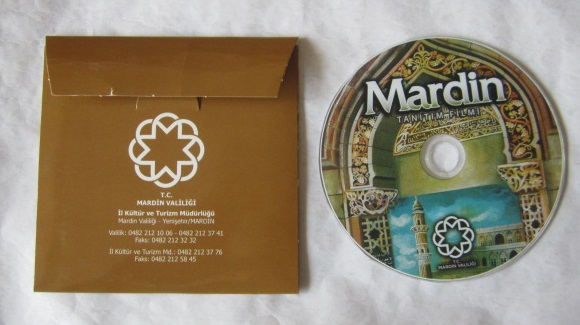 T.C.
MARDİN VALİLİĞİ
İl Kültür ve Turizm Müdürlüğü
Mardin Valiliği - Yenişehir/MARDİN
Valilik: 0482 212 10 06 - 0482 212 37 41
Faks: 0482 212 32 32
İl Kültür ve Turizm Md.: 0482 212 37 76
Faks: 0482 212 58 45
Mardin
TANITIM FİLMİ
T.C.
MARDİN VALİLİĞİ